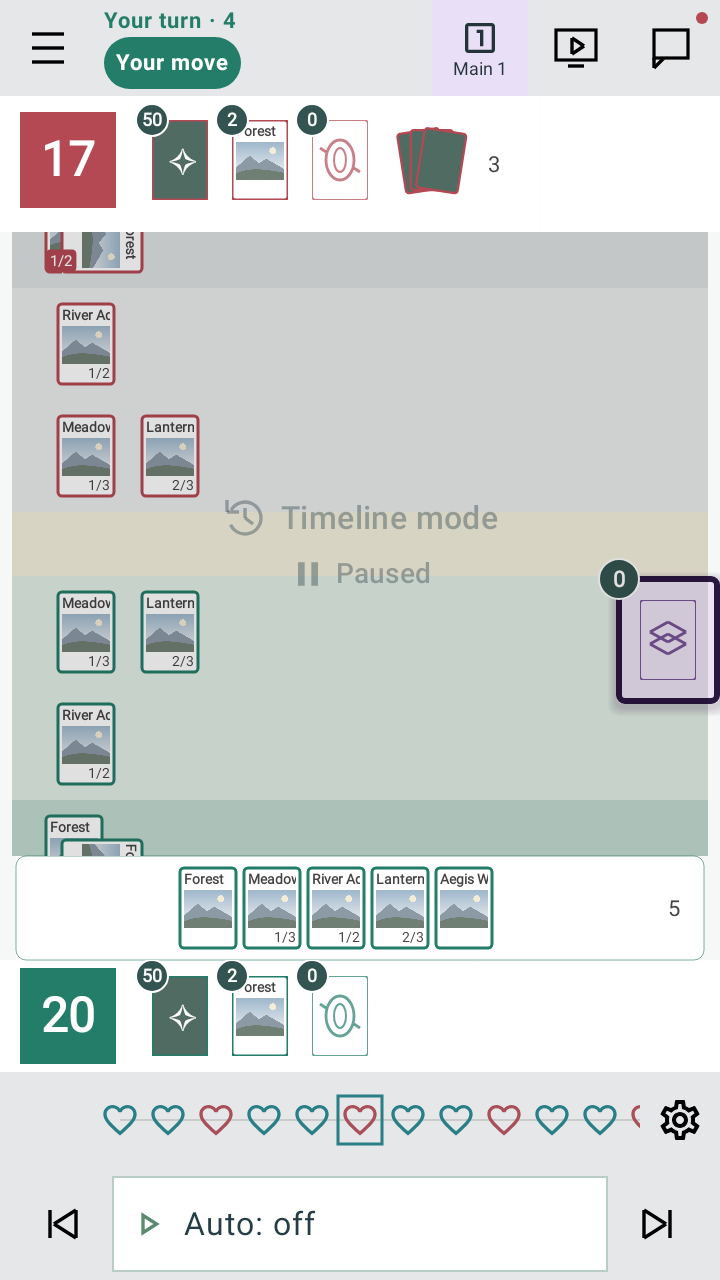 Your turn · 4
Your move
1
Main 1
17
50
2
orest
0
3
1/2
orest
River Ac
1/2
Meadov
1/3
Lantern
2/3
Timeline mode
Paused
0
Meadov
1/3
Lantern
2/3
River Ac
1/2
Forest
Fo
Forest
Meadov
1/3
River Ac
1/2
Lantern
2/3
Aegis W
5
20
50
2
orest
0
Auto: off